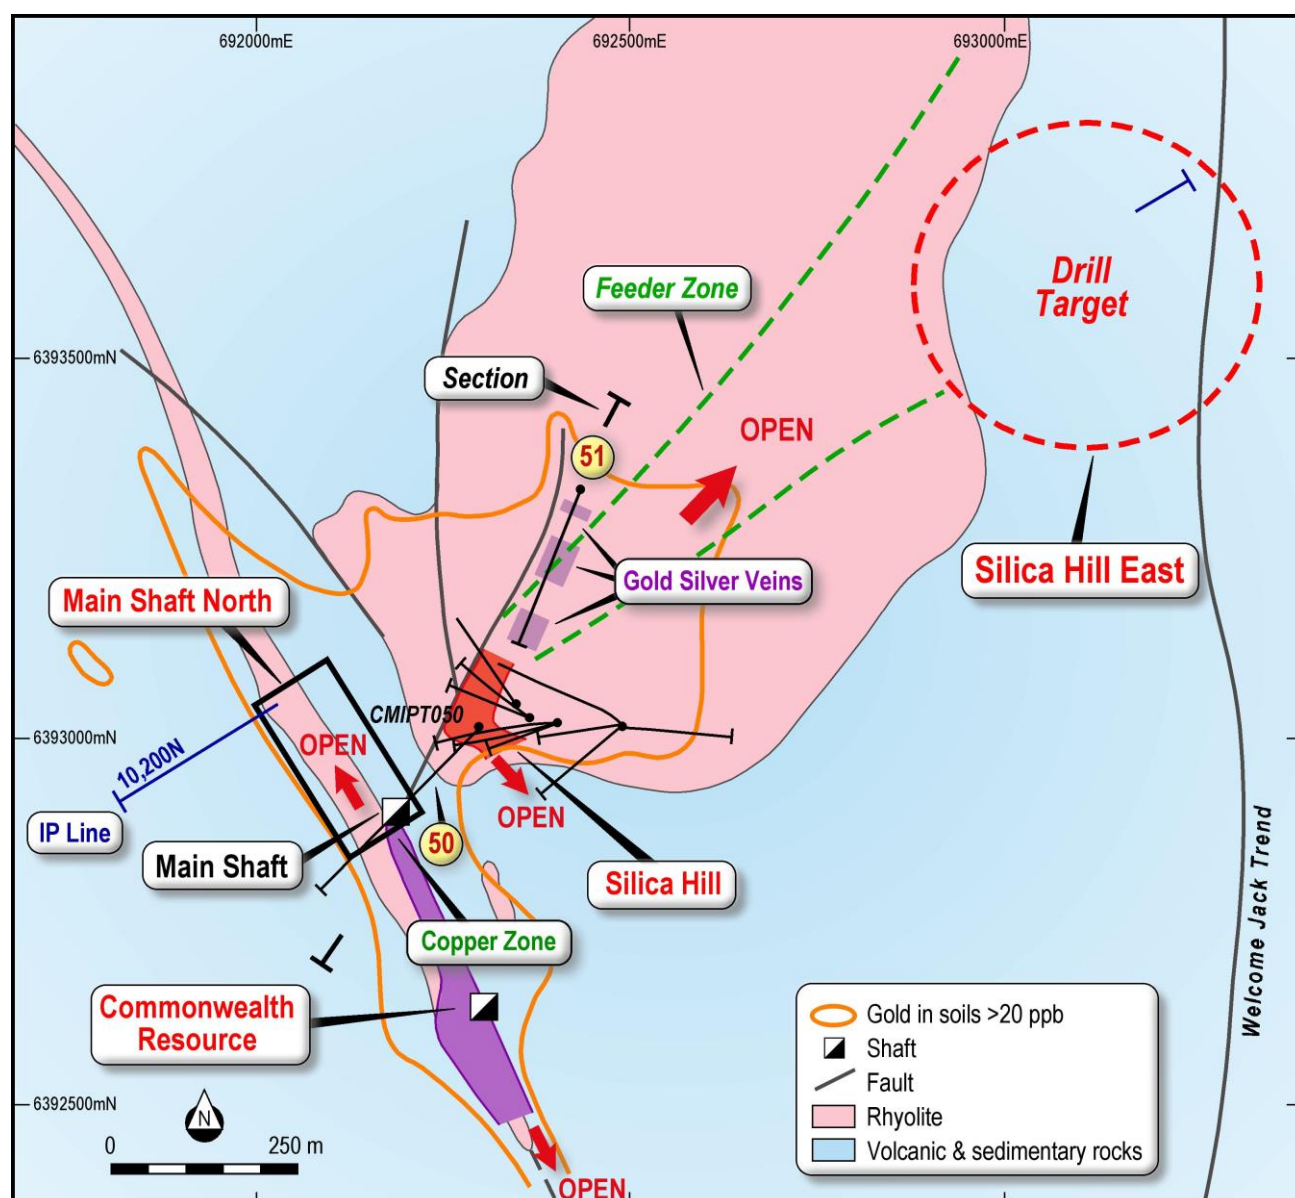 692000mE
692500mE
693000mE
Feeder Zone
Drill
Target
6393500mN
Section
OPEN
51
Gold Silver Veins
Silica Hill East
Main Shaft North
CMIPT050
6393000mN
OPEN
10,200N
OPEN
IP Line
50
Main Shaft
Silica Hill
Copper Zone
Welcome Jack Trend
Commonwealth
Resource
Gold in soils >20 ppb
Shaft
Fault
Rhyolite
Volcanic & sedimentary rocks
6392500mN
N
0
250 m
OPEN